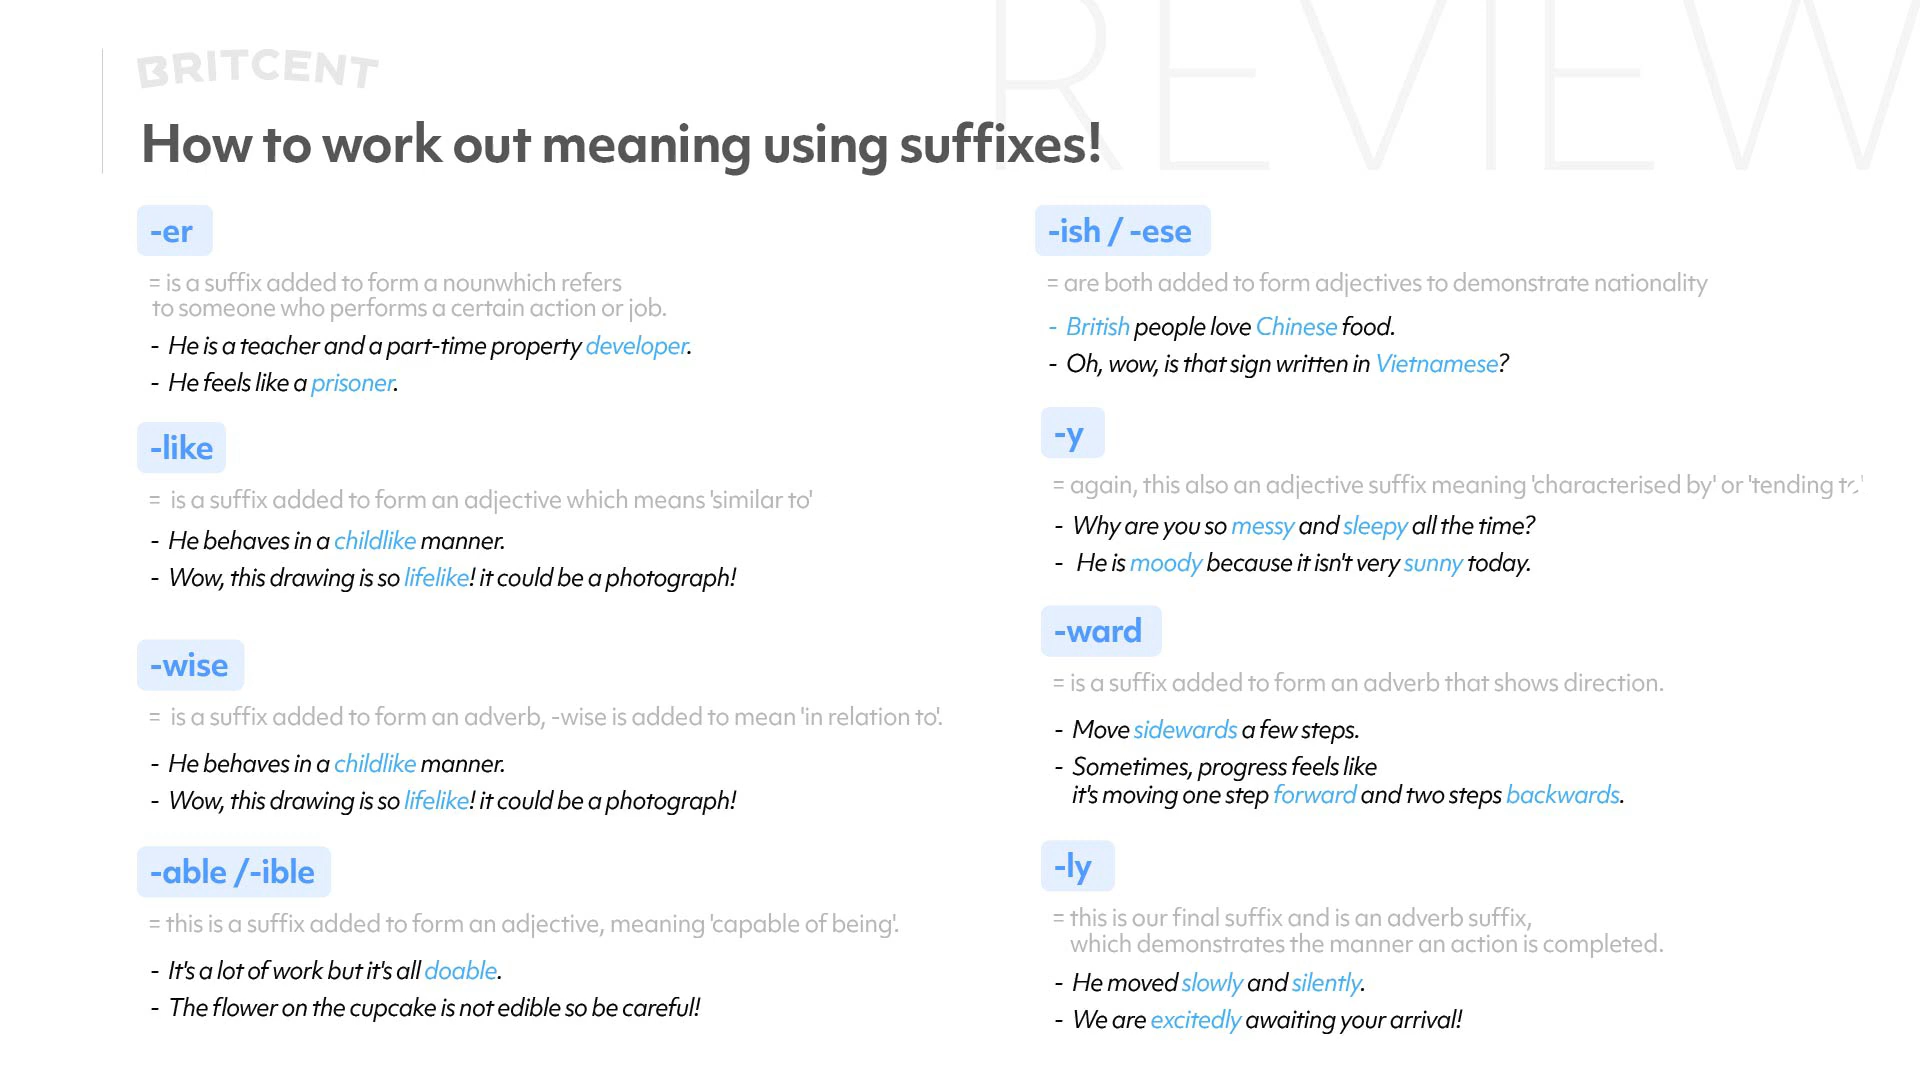 BRITCENT
REVIEW
How to work out meaning using suffixes!
-er
= is a suffix added to form a nounwhich refers
to someone who performs a certain action or job.
- He is a teacher and a part-time property developer.
- He feels like a prisoner.
-like
= is a suffix added to form an adjective which means 'similar to'
- He behaves in a childlike manner.
- Wow, this drawing is so lifelike! it could be a photograph!
-wise
= is a suffix added to form an adverb, -wise is added to mean 'in relation to'.
- He behaves in a childlike manner.
- Wow, this drawing is so lifelike! it could be a photograph!
-able /-ible
= this is a suffix added to form an adjective, meaning 'capable of being'.
- It's a lot of work but it's all doable.
- The flower on the cupcake is not edible so be careful!
-ish / -ese
= are both added to form adjectives to demonstrate nationality
- British people love Chinese food.
- Oh, wow, is that sign written in Vietnamese?
-y
= again, this also an adjective suffix meaning 'characterised by' or 'tending to.'
- Why are you so messy and sleepy all the time?
- He is moody because it isn't very sunny today.
-ward
= is a suffix added to form an adverb that shows direction.
- Move sidewards a few steps.
- Sometimes, progress feels like
it's moving one step forward and two steps backwards.
-ly
= this is our final suffix and is an adverb suffix,
which demonstrates the manner an action is completed.
- He moved slowly and silently.
- We are excitedly awaiting your arrival!